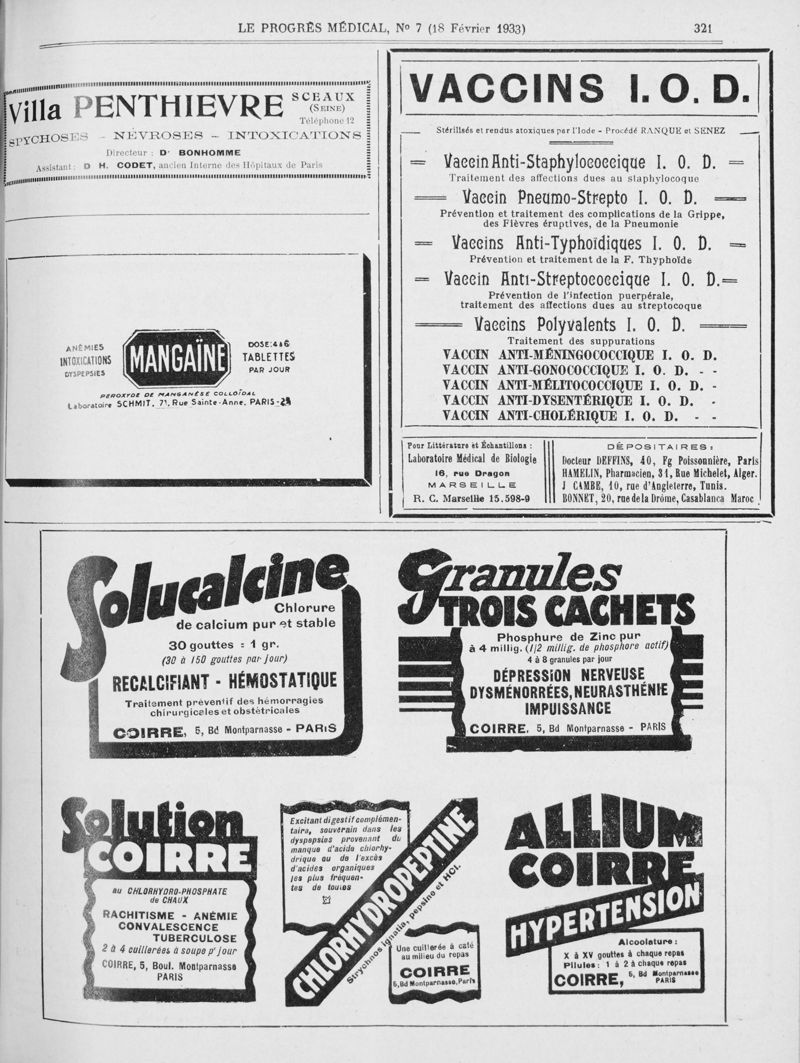 LE PROGRÈS MÉDICAL, No 7 (18 Février 1933)
321
Villa PENTHIEVRE SCEAUX
(SEINE)
Téléphone 12
SPYCHOSES - NÉVROSES - INTOXICATIONS
Directeur : Dr BONHOMME
Assistant : D H. CODET, ancien Interne des Hôpitaux de Paris
ANÉMIES
INTOXICATIONS
DYSPEPSIES
MANGAÏNE
DOSE: 4 à 6
TABLETTES
PAR JOUR
PEROXYDE DE MANGANÈSE COLLOÏDAL
Laboratoire SCHMIT, 71, Rue Sainte-Anne, PARIS-2e
VACCINS I. O. D.
Stérilisés et rendus atoxiques par l'Iode - Procédé RANQUE et SENEZ
= Vaccin Anti-Staphylococcique I. O. D. =
Traitement des affections dues au staphylocoque
Vaccin Pneumo-Strepto I. O. D.
Prévention et traitement des complications de la Grippe,
des Fièvres éruptives, de la Pneumonie
= Vaccins Anti-Typhoïdiques I. O. D. =
Prévention et traitement de la F. Thyphoïde
= Vaccin Anti-Streptococcique I. O. D. =
Prévention de l'infection puerpérale,
traitement des affections dues au streptocoque
Vaccins Polyvalents I. O. D.
Traitement des suppurations
VACCIN ANTI-MÉNINGOCOCCIQUE I. O. D.
VACCIN ANTI-GONOCOCCIQUE I. O. D. - -
VACCIN ANTI-MÉLITOCOCCIQUE I. O. D. -
VACCIN ANTI-DYSENTÉRIQUE I. O. D. -
VACCIN ANTI-CHOLÉRIQUE I. O. D. - -
Pour Littérature et Échantillons :
Laboratoire Médical de Biologie
16, rue Dragon
MARSEILLE
R. C. Marseille 15.598-9
DÉPOSITAIRES :
Docteur DEFFINS, 40, Fg Poissonnière, Paris
HAMELIN, Pharmacien, 31, Rue Michelet, Alger.
J CAMBE, 10, rue d'Angleterre, Tunis.
BONNET, 20, rue de la Drôme, Casablanca Maroc
Solucalcine
Chlorure
de calcium pur et stable
30 gouttes = 1 gr.
(30 à 150 gouttes par jour)
RECALCIFIANT - HÉMOSTATIQUE
Traitement préventif des hémorragies
chirurgicales et obstétricales
COIRRE, 5, Bd Montparnasse - PARIS
Granules
TROIS CACHETS
Phosphure de Zinc pur
à 4 millig. (1/2 millig. de phosphore actif)
4 à 8 granules par jour
DÉPRESSION NERVEUSE
DYSMÉNORRÉES, NEURASTHÉNIE
IMPUISSANCE
COIRRE, 5, Bd Montparnasse - PARIS
Solution
COIRRE
au CHLORHYDRO-PHOSPHATE
de CHAUX
RACHITISME - ANÉMIE
CONVALESCENCE
TUBERCULOSE
2 à 4 cuillerées à soupe pr jour
COIRRE, 5, Boul. Montparnasse
PARIS
Excitant digestif complémen-
taire, souverain dans les
dyspepsies provenant du
manque d'acide chlorhy-
drique ou de l'excès
d'acides organiques
les plus fréquen-
tes de toutes
CHLORHYDROPEPTINE
Strychnos Ignatia, pepsine et HCl.
Une cuillerée à café
au milieu du repas
COIRRE
5, Bd Montparnasse, Paris
ALLIUM
COIRRE
HYPERTENSION
Alcoolature :
X à XV gouttes à chaque repas
Pilules : 1 à 2 à chaque repas
COIRRE, 5, Bd Montparnasse
PARIS